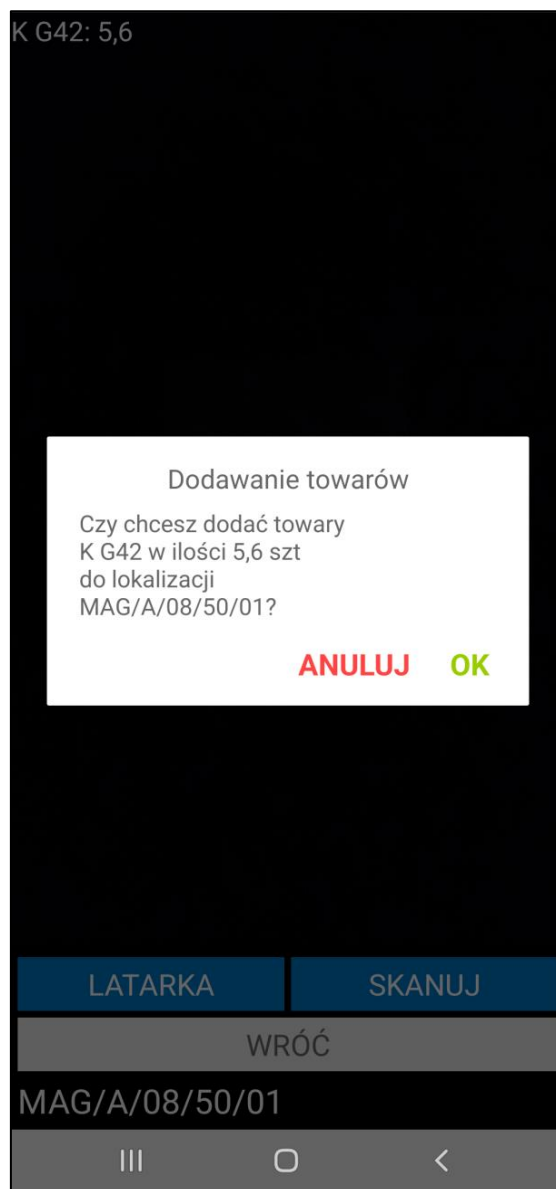 K G42: 5,6
Dodawanie towarów
Czy chcesz dodać towary
K G42 w ilości 5,6 szt
do lokalizacji
MAG/A/08/50/01?
ANULUJ OK
LATARKA SKANUJ
WRÓĆ
MAG/A/08/50/01